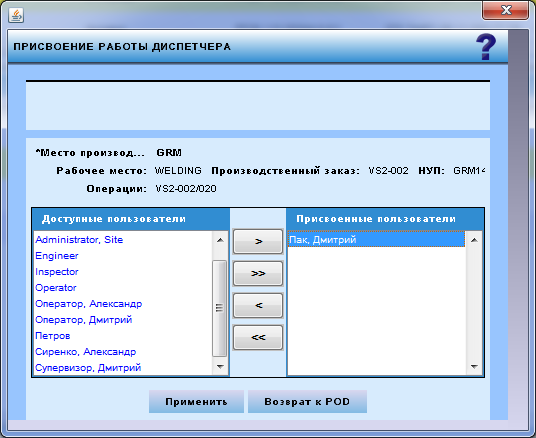 ПРИСВОЕНИЕ РАБОТЫ ДИСПЕТЧЕРА ?
*Место производ... GRM
Рабочее место: WELDING Производственный заказ: VS2-002 НУП: GRM14
Операции: VS2-002/020
Доступные пользователи Присвоенные пользователи
Administrator, Site
Engineer
Inspector
Operator
Оператор, Александр
Оператор, Дмитрий
Петров
Сиренко, Александр
Супервизор, Дмитрий
>
>>
<
<<
Пак, Дмитрий
Применить Возврат к POD